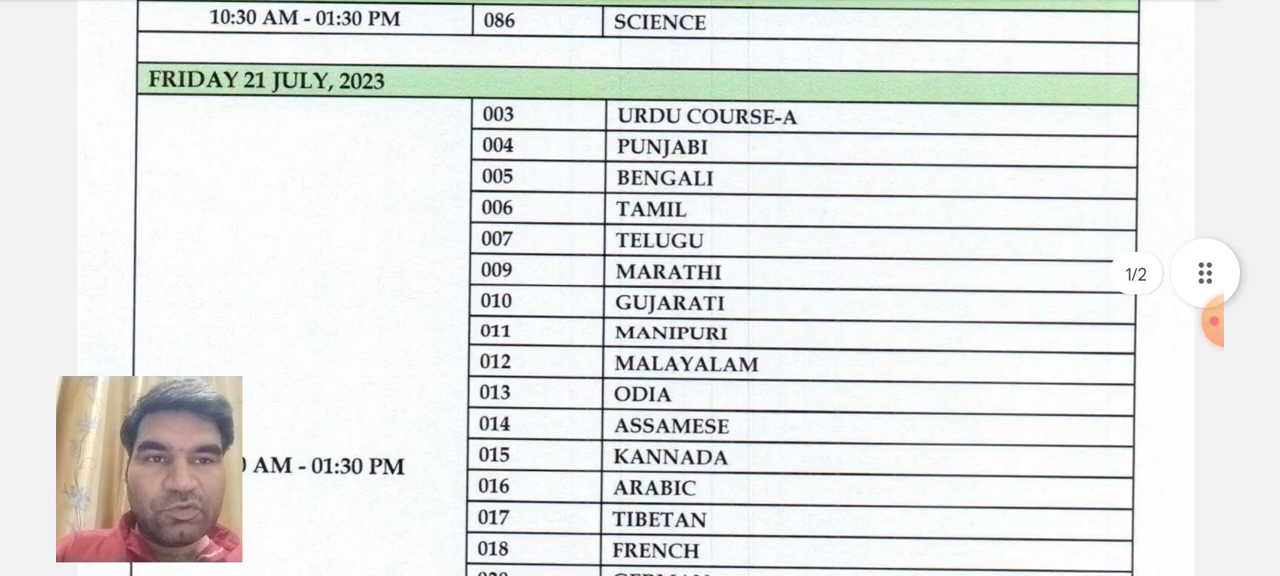 10:30 AM - 01:30 PM 086 SCIENCE
FRIDAY 21 JULY, 2023
003 URDU COURSE-A
004 PUNJABI
005 BENGALI
006 TAMIL
007 TELUGU
009 MARATHI
010 GUJARATI
011 MANIPURI
012 MALAYALAM
013 ODIA
014 ASSAMESE
015 KANNADA
AM - 01:30 PM
016 ARABIC
017 TIBETAN
018 FRENCH
1/2